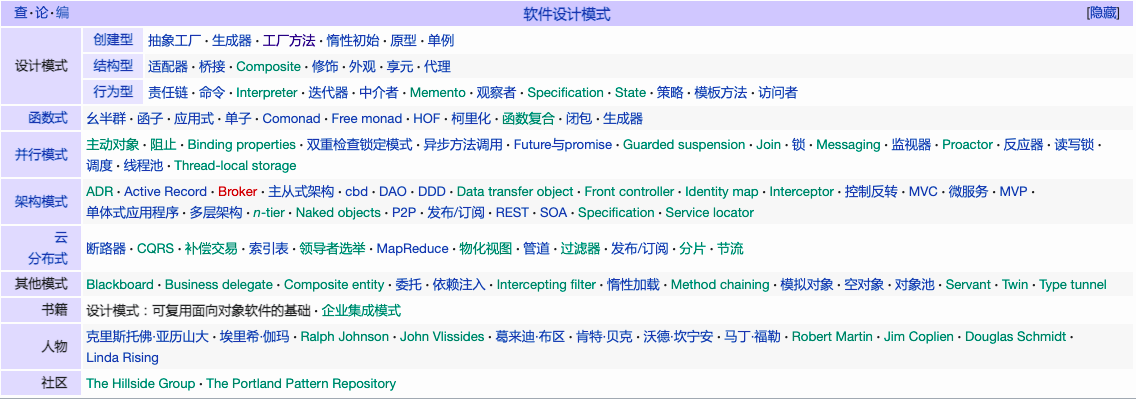 查·论·编 软件设计模式 [隐藏]
设计模式
创建型 抽象工厂 · 生成器 · 工厂方法 · 惰性初始 · 原型 · 单例
结构型 适配器 · 桥接 · Composite · 修饰 · 外观 · 享元 · 代理
行为型 责任链 · 命令 · Interpreter · 迭代器 · 中介者 · Memento · 观察者 · Specification · State · 策略 · 模板方法 · 访问者
函数式 幺半群 · 函子 · 应用式 · 单子 · Comonad · Free monad · HOF · 柯里化 · 函数复合 · 闭包 · 生成器
并行模式 主动对象 · 阻止 · Binding properties · 双重检查锁定模式 · 异步方法调用 · Future与promise · Guarded suspension · Join · 锁 · Messaging · 监视器 · Proactor · 反应器 · 读写锁 ·
调度 · 线程池 · Thread-local storage
架构模式 ADR · Active Record · Broker · 主从式架构 · cbd · DAO · DDD · Data transfer object · Front controller · Identity map · Interceptor · 控制反转 · MVC · 微服务 · MVP ·
单体式应用程序 · 多层架构 · n-tier · Naked objects · P2P · 发布/订阅 · REST · SOA · Specification · Service locator
云
分布式 断路器 · CQRS · 补偿交易 · 索引表 · 领导者选举 · MapReduce · 物化视图 · 管道 · 过滤器 · 发布/订阅 · 分片 · 节流
其他模式 Blackboard · Business delegate · Composite entity · 委托 · 依赖注入 · Intercepting filter · 惰性加载 · Method chaining · 模拟对象 · 空对象 · 对象池 · Servant · Twin · Type tunnel
书籍 设计模式：可复用面向对象软件的基础 · 企业集成模式
人物 克里斯托佛·亚历山大 · 埃里希·伽玛 · Ralph Johnson · John Vlissides · 葛来迪·布区 · 肯特·贝克 · 沃德·坎宁安 · 马丁·福勒 · Robert Martin · Jim Coplien · Douglas Schmidt ·
Linda Rising
社区 The Hillside Group · The Portland Pattern Repository